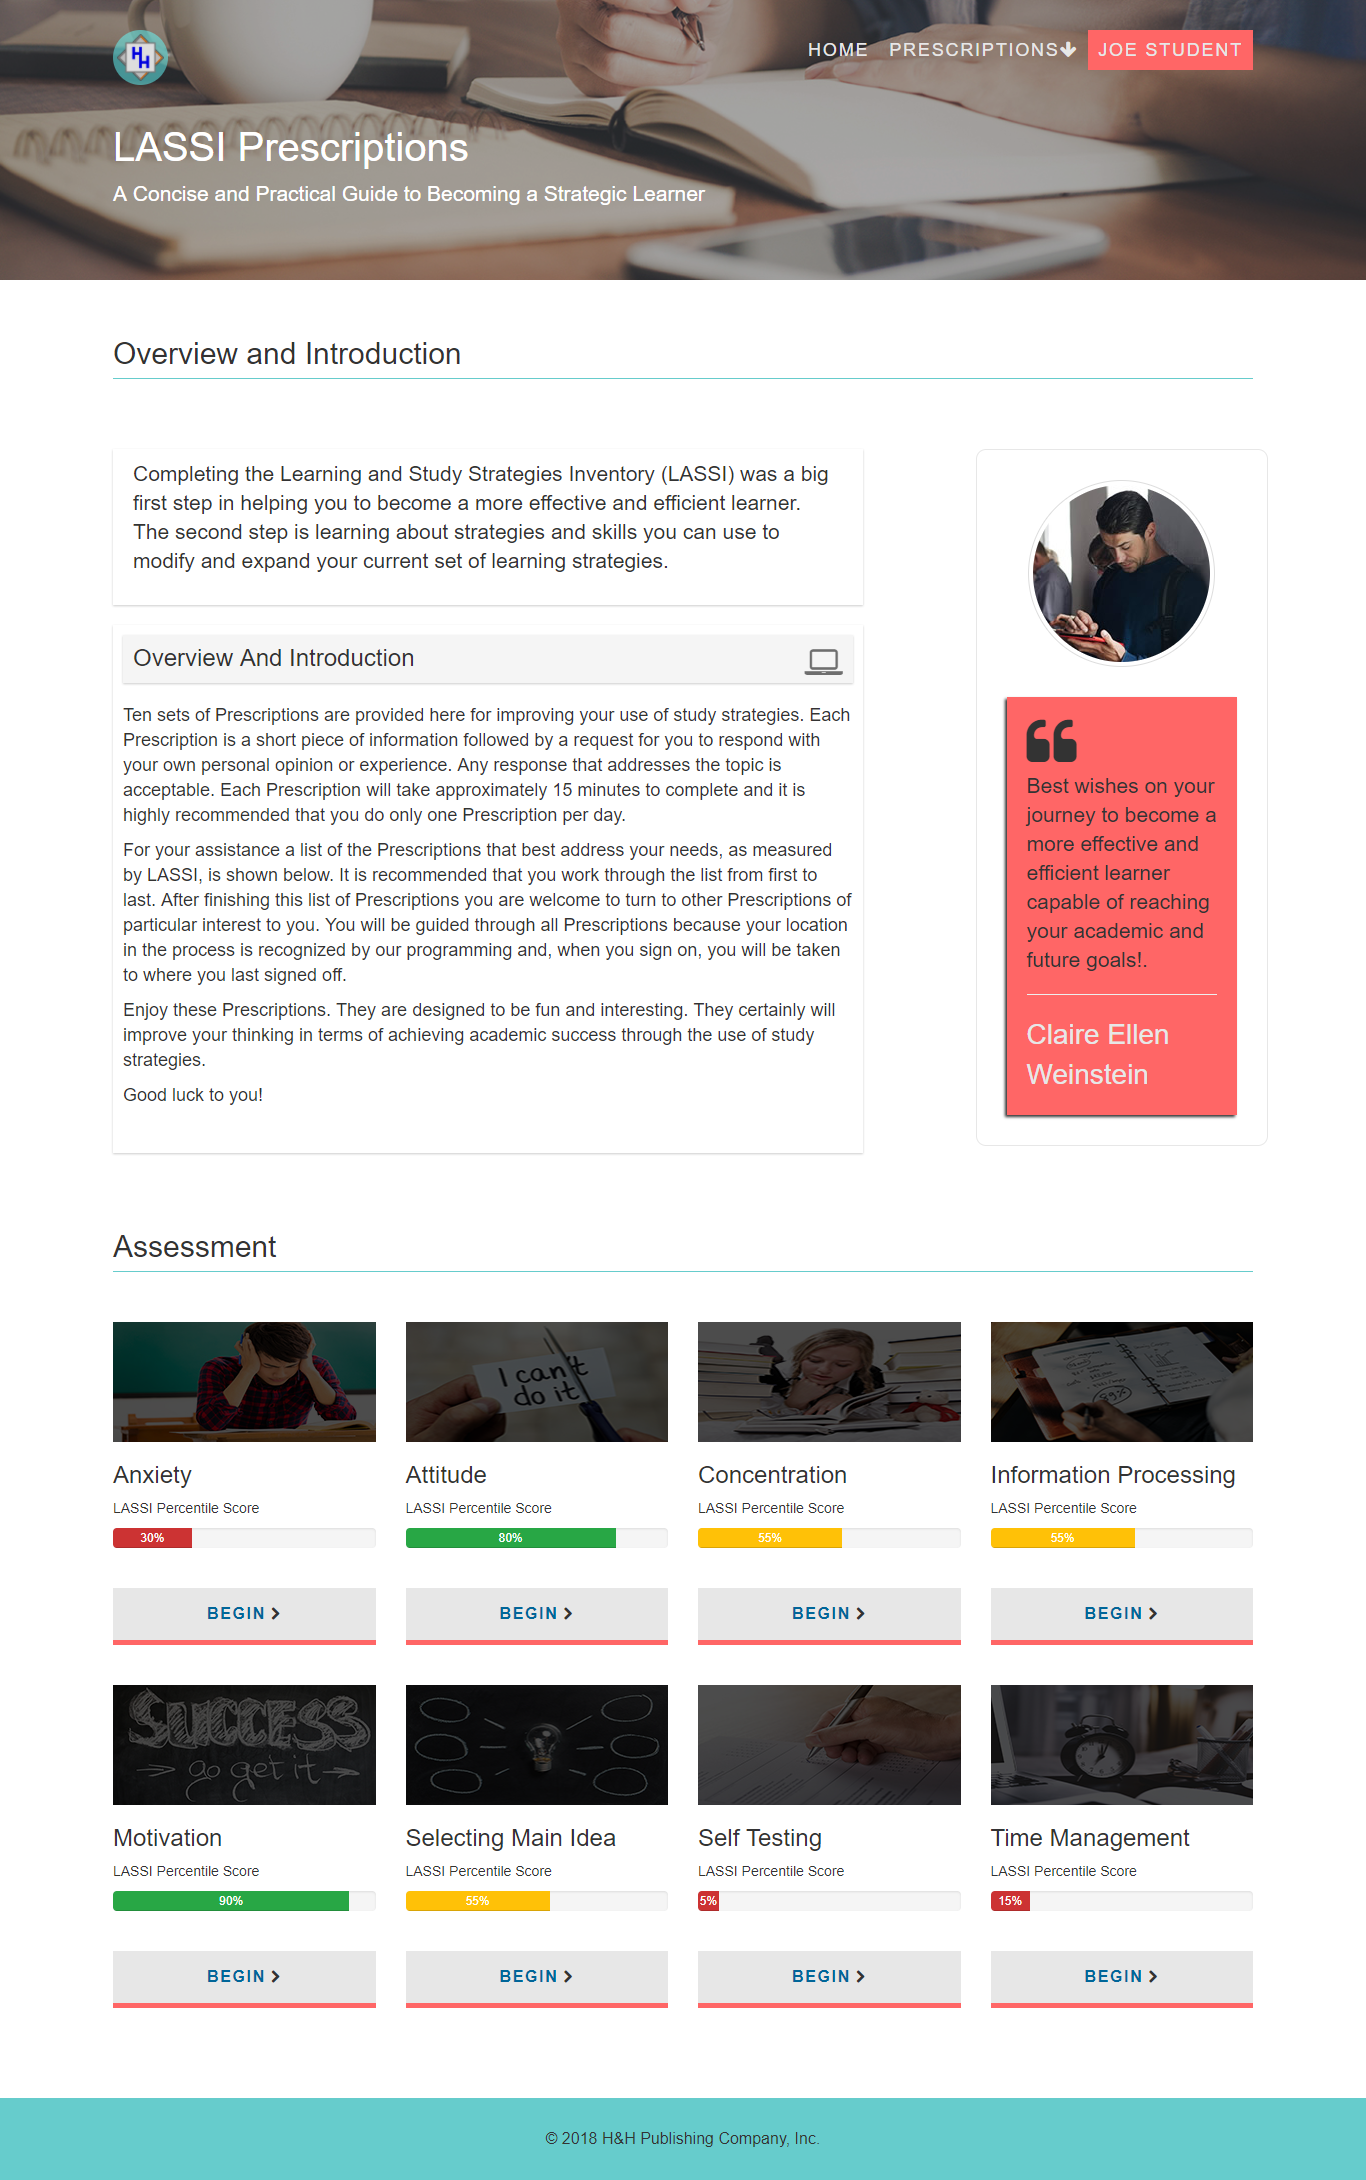 HH
HOME PRESCRIPTIONS JOE STUDENT
LASSI Prescriptions
A Concise and Practical Guide to Becoming a Strategic Learner
Overview and Introduction
Completing the Learning and Study Strategies Inventory (LASSI) was a big
first step in helping you to become a more effective and efficient learner.
The second step is learning about strategies and skills you can use to
modify and expand your current set of learning strategies.
Overview And Introduction
Ten sets of Prescriptions are provided here for improving your use of study strategies. Each
Prescription is a short piece of information followed by a request for you to respond with
your own personal opinion or experience. Any response that addresses the topic is
acceptable. Each Prescription will take approximately 15 minutes to complete and it is
highly recommended that you do only one Prescription per day.
For your assistance a list of the Prescriptions that best address your needs, as measured
by LASSI, is shown below. It is recommended that you work through the list from first to
last. After finishing this list of Prescriptions you are welcome to turn to other Prescriptions of
particular interest to you. You will be guided through all Prescriptions because your location
in the process is recognized by our programming and, when you sign on, you will be taken
to where you last signed off.
Enjoy these Prescriptions. They are designed to be fun and interesting. They certainly will
improve your thinking in terms of achieving academic success through the use of study
strategies.
Good luck to you!
Best wishes on your
journey to become a
more effective and
efficient learner
capable of reaching
your academic and
future goals!.
Claire Ellen
Weinstein
Assessment
I can't
do it
Anxiety
LASSI Percentile Score
30%
BEGIN
Attitude
LASSI Percentile Score
80%
BEGIN
Concentration
LASSI Percentile Score
55%
BEGIN
Information Processing
LASSI Percentile Score
55%
BEGIN
SUCCESS
go get it
Motivation
LASSI Percentile Score
90%
BEGIN
Selecting Main Idea
LASSI Percentile Score
55%
BEGIN
Self Testing
LASSI Percentile Score
5%
BEGIN
Time Management
LASSI Percentile Score
15%
BEGIN
© 2018 H&H Publishing Company, Inc.